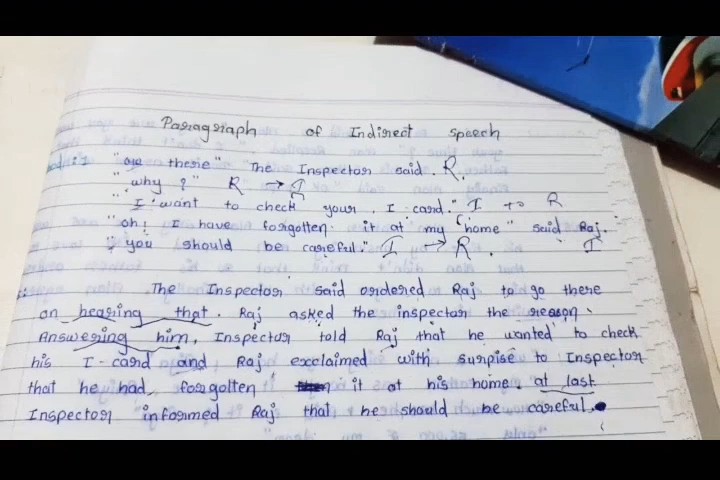 Paragraph of Indirect speech
"are there" The Inspector said R.
"why ?" R → I
"I want to check your I card." I to R
"oh! I have forgotten it at my home" said Raj. I
"you should be careful." I → R.
The Inspector said ordered Raj to go there
on hearing that. Raj asked the inspector the reason.
Answering him, Inspector told Raj that he wanted to check
his I-card and Raj exclaimed with surprise to Inspector
that he had forgolten it at his home at last
Inspector informed Raj that he should be careful.